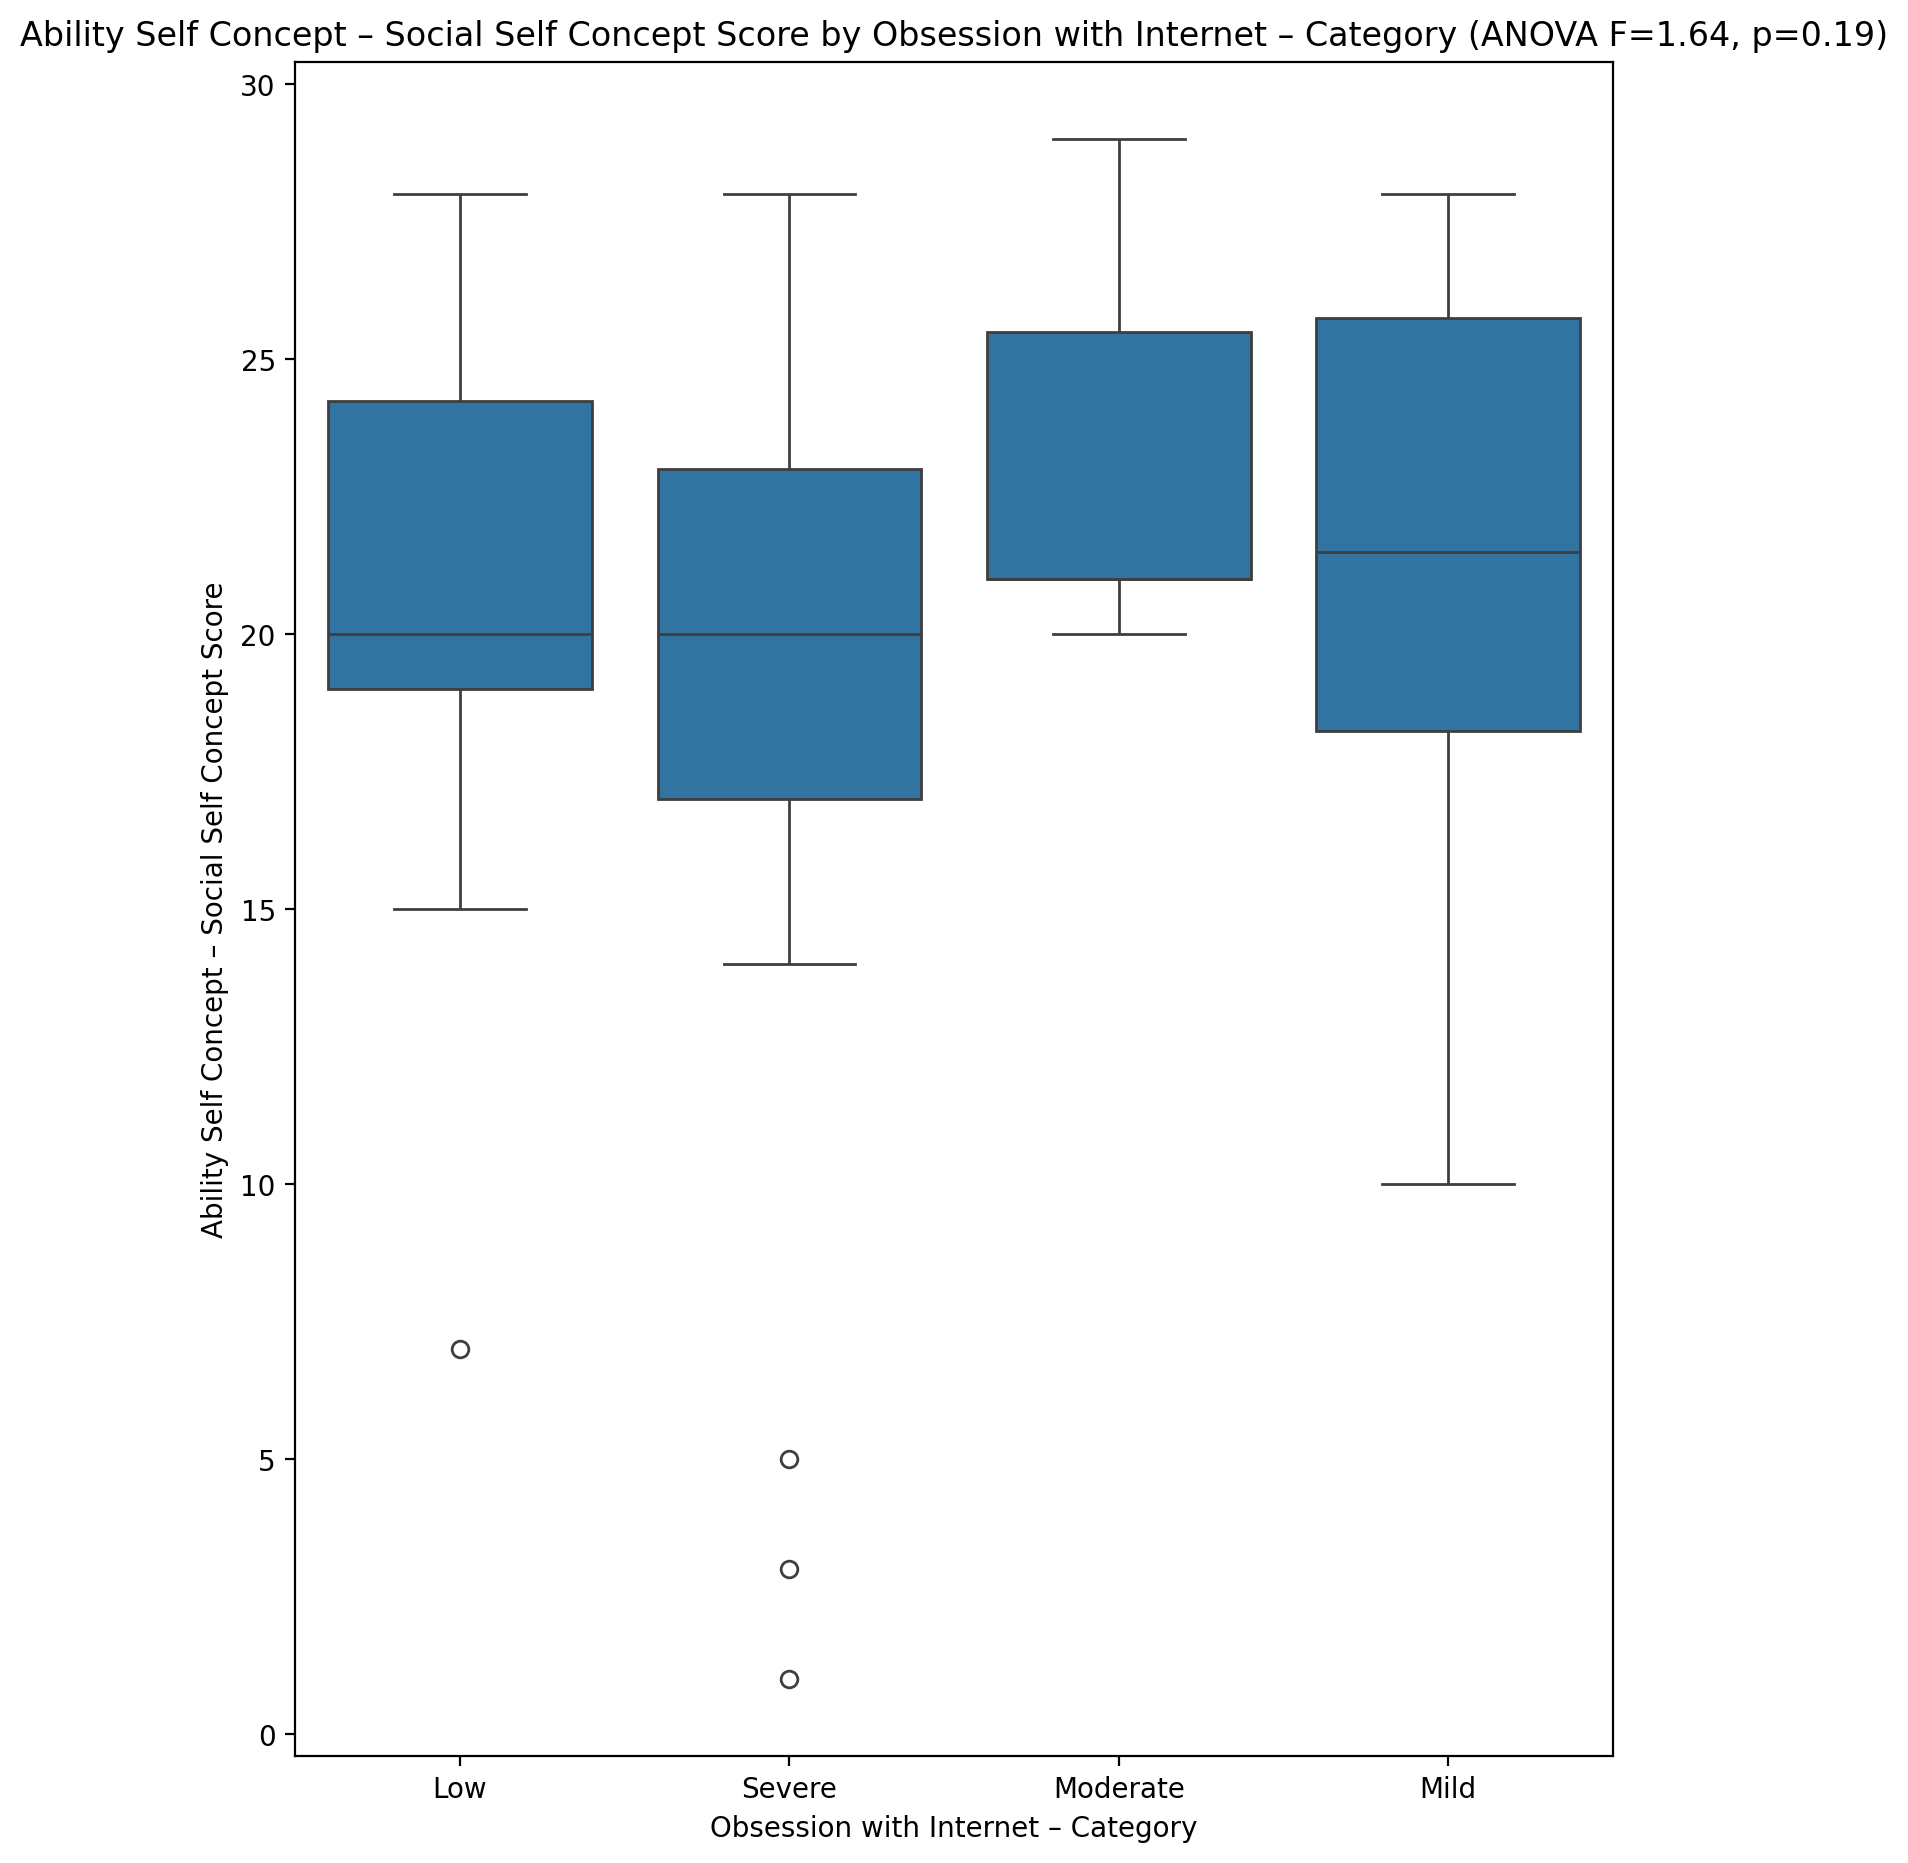 Ability Self Concept – Social Self Concept Score by Obsession with Internet – Category (ANOVA F=1.64, p=0.19)
Ability Self Concept – Social Self Concept Score
30
25
20
15
10
5
0
Low Severe Moderate Mild
Obsession with Internet – Category